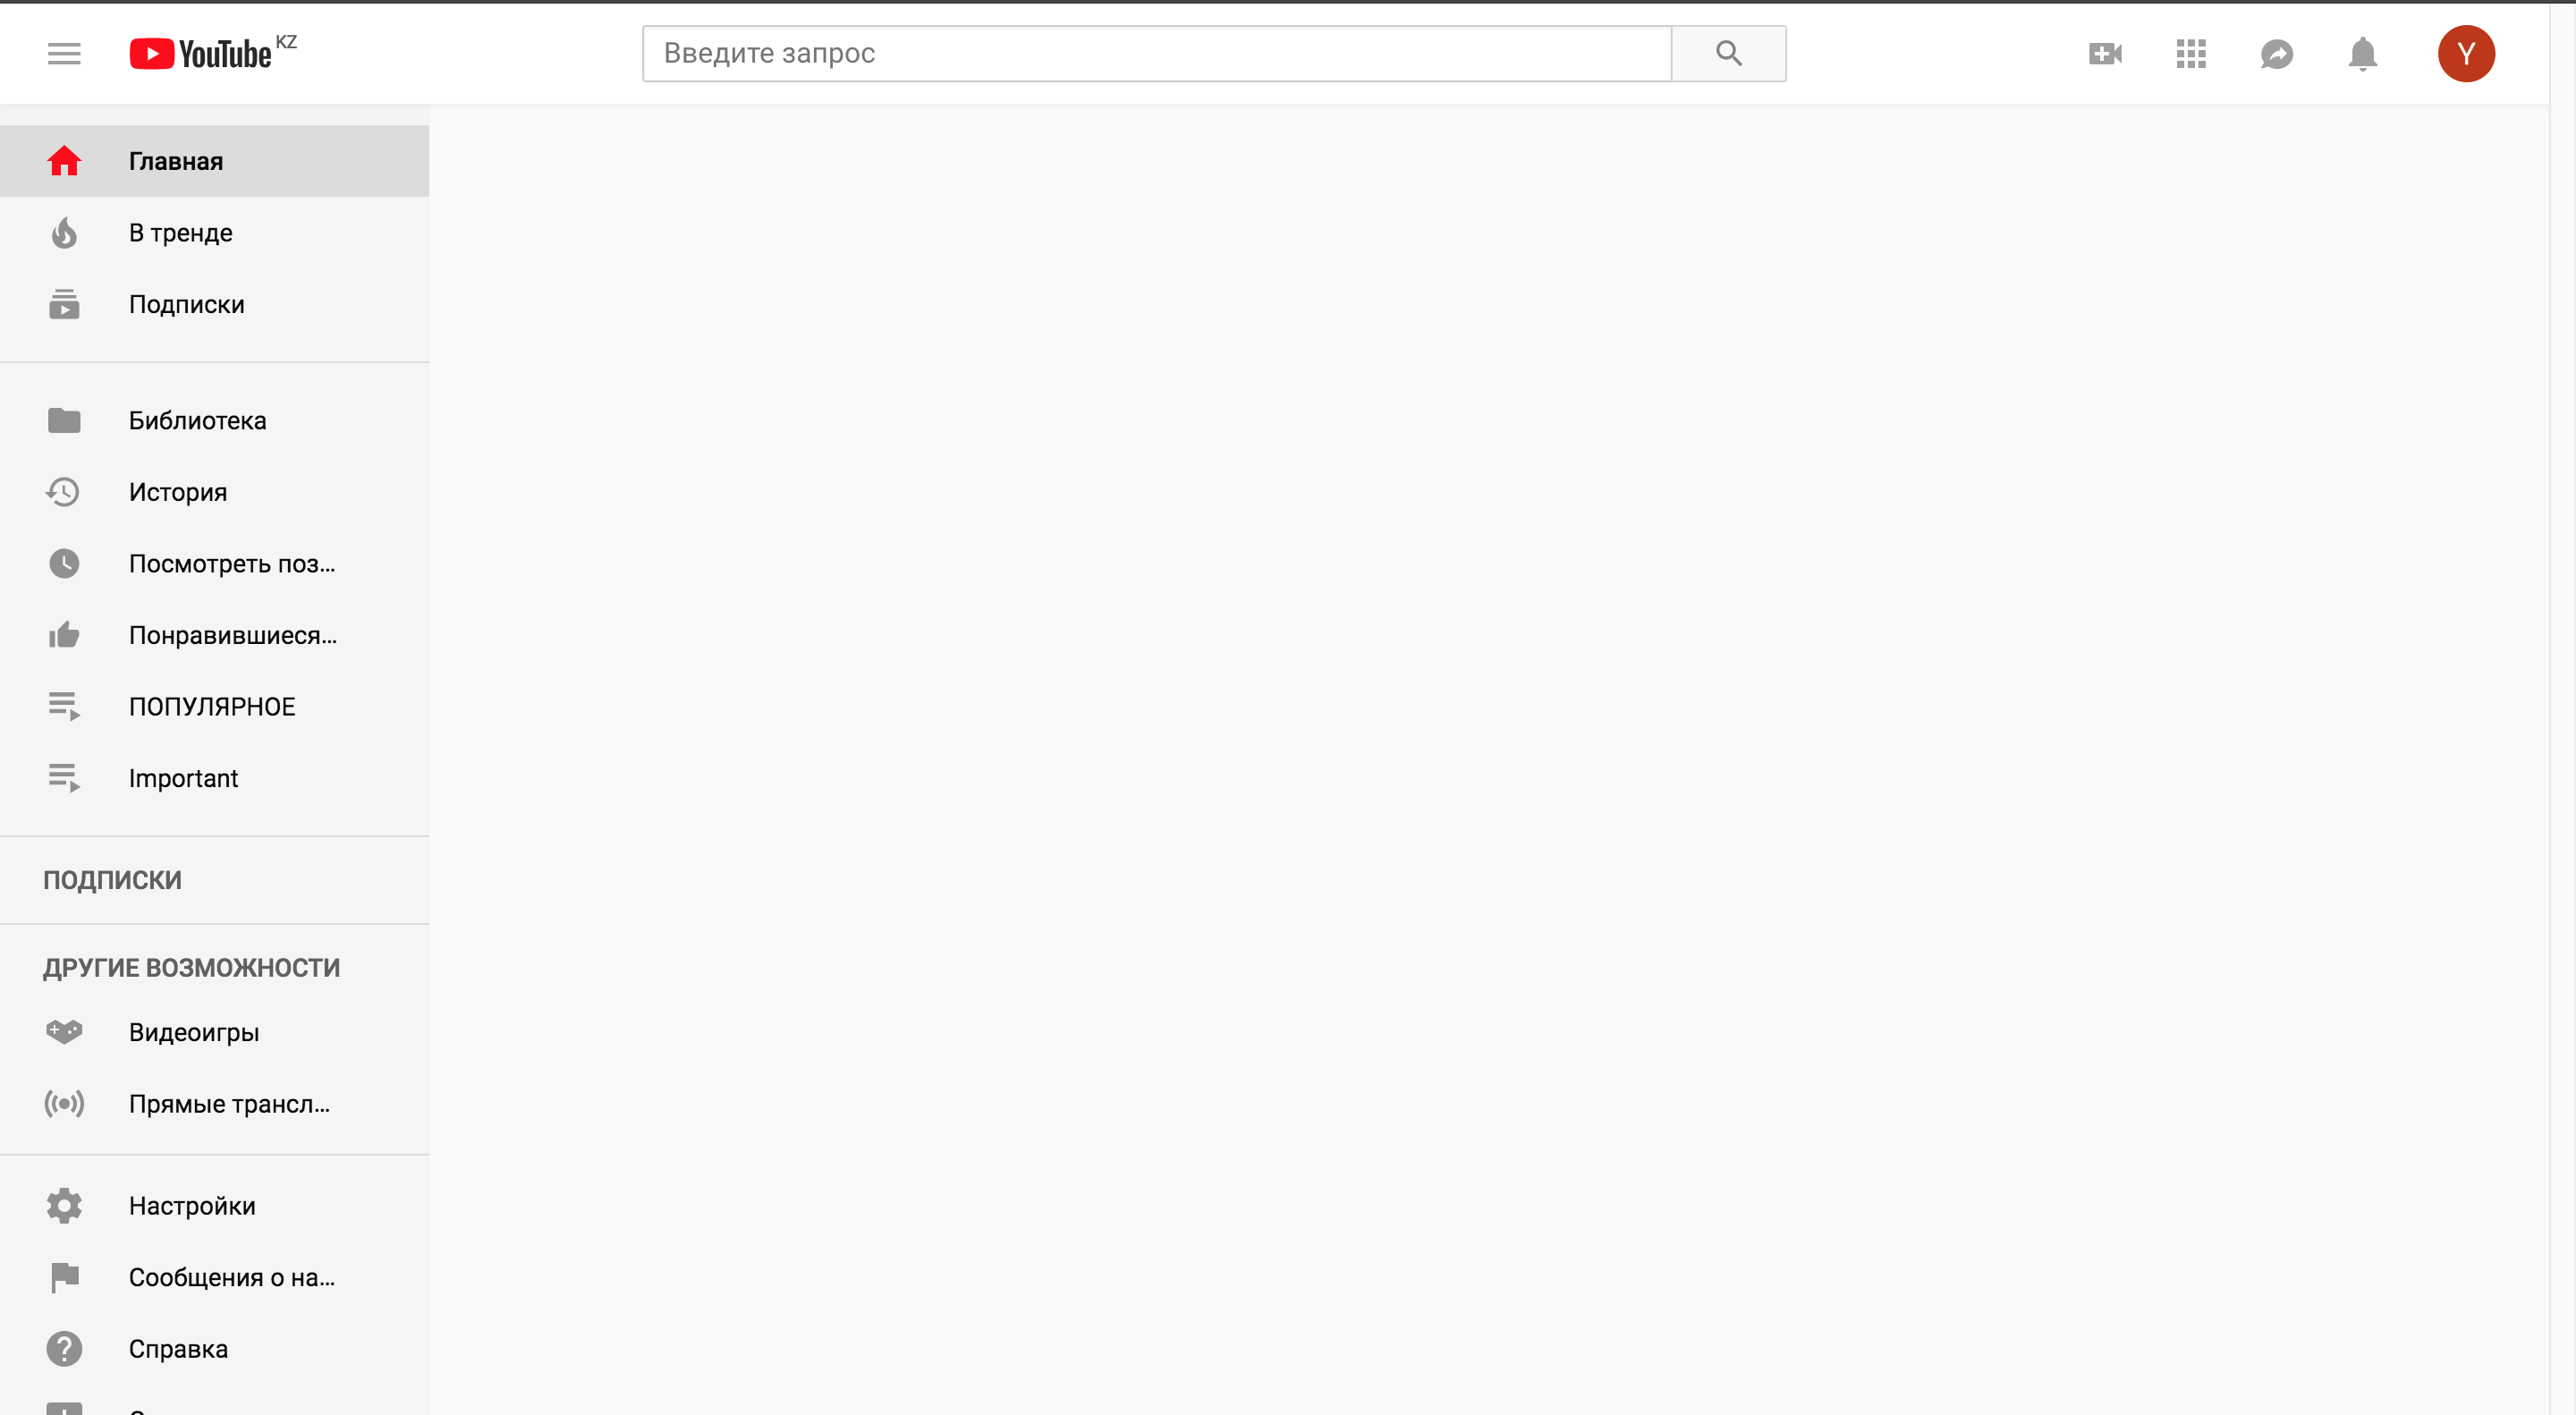 YouTube KZ
Введите запрос
Y
Главная
В тренде
Подписки
Библиотека
История
Посмотреть поз...
Понравившиеся...
ПОПУЛЯРНОЕ
Important
ПОДПИСКИ
ДРУГИЕ ВОЗМОЖНОСТИ
Видеоигры
Прямые трансл...
Настройки
Сообщения о на...
Справка